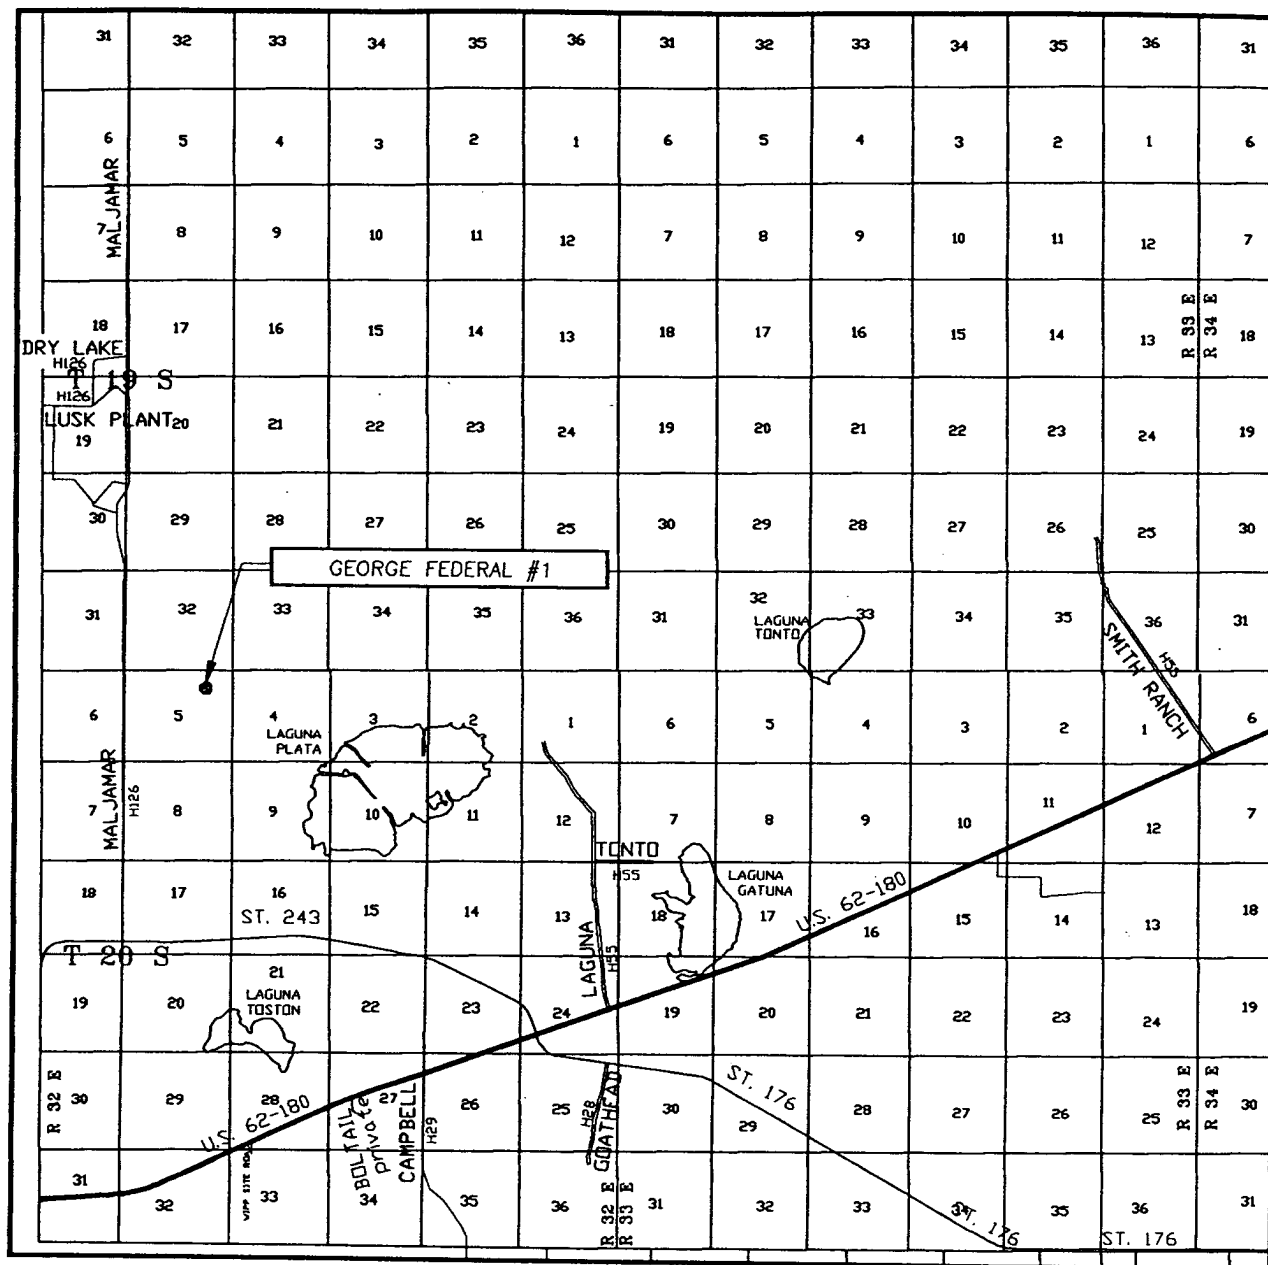 31 32 33 34 35 36 31 32 33 34 35 36 31
6 5 4 3 2 1 6 5 4 3 2 1 6
MALJAMAR
7 8 9 10 11 12 7 8 9 10 11 12 7
R 33 E
R 34 E
18 17 16 15 14 13 18 17 16 15 14 13 18
DRY LAKE
H126
T 19 S
H126
LUSK PLANT
19 20 21 22 23 24 19 20 21 22 23 24 19
30 29 28 27 26 25 30 29 28 27 26 25 30
GEORGE FEDERAL #1
31 32 33 34 35 36 31 32 33 34 35 36 31
LAGUNA
TONTO
SMITH RANCH
H55
6 5 4 3 2 1 6 5 4 3 2 1 6
LAGUNA
PLATA
MALJAMAR
H126
7 8 9 10 11 12 7 8 9 10 11 12 7
TONTO
H55
LAGUNA
GATUNA
U.S. 62-180
18 17 16 15 14 13 18 17 16 15 14 13 18
ST. 243
LAGUNA
H55
T 20 S
19 20 21 22 23 24 19 20 21 22 23 24 19
LAGUNA
TOSTON
R 32 E
30 29 28 27 26 25 30 29 28 27 26 25 30
U.S. 62-180
BOLTAIL
private
CAMPBELL
H29
H28
GOATHEAD
ST. 176
R 33 E
R 34 E
31 32 33 34 35 36 31 32 33 34 35 36 31
WIPP SITE ROAD
R 32 E
R 33 E
ST. 176
ST. 176